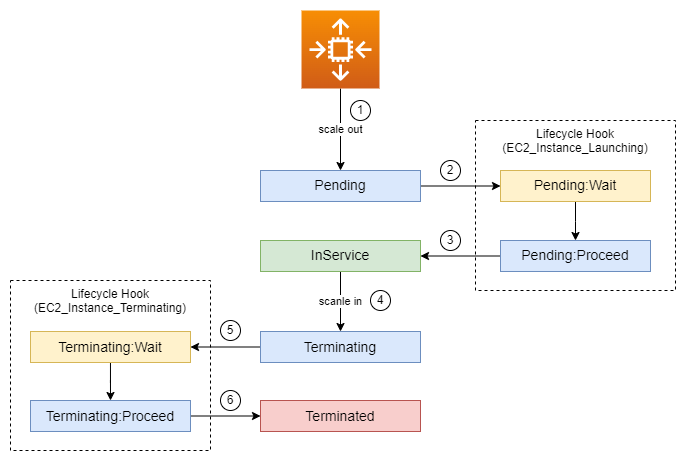 1
scale out
Lifecycle Hook
(EC2_Instance_Launching)
Pending
2
Pending:Wait
InService
3
Pending:Proceed
scanle in
4
Lifecycle Hook
(EC2_Instance_Terminating)
Terminating:Wait
5
Terminating
Terminating:Proceed
6
Terminated